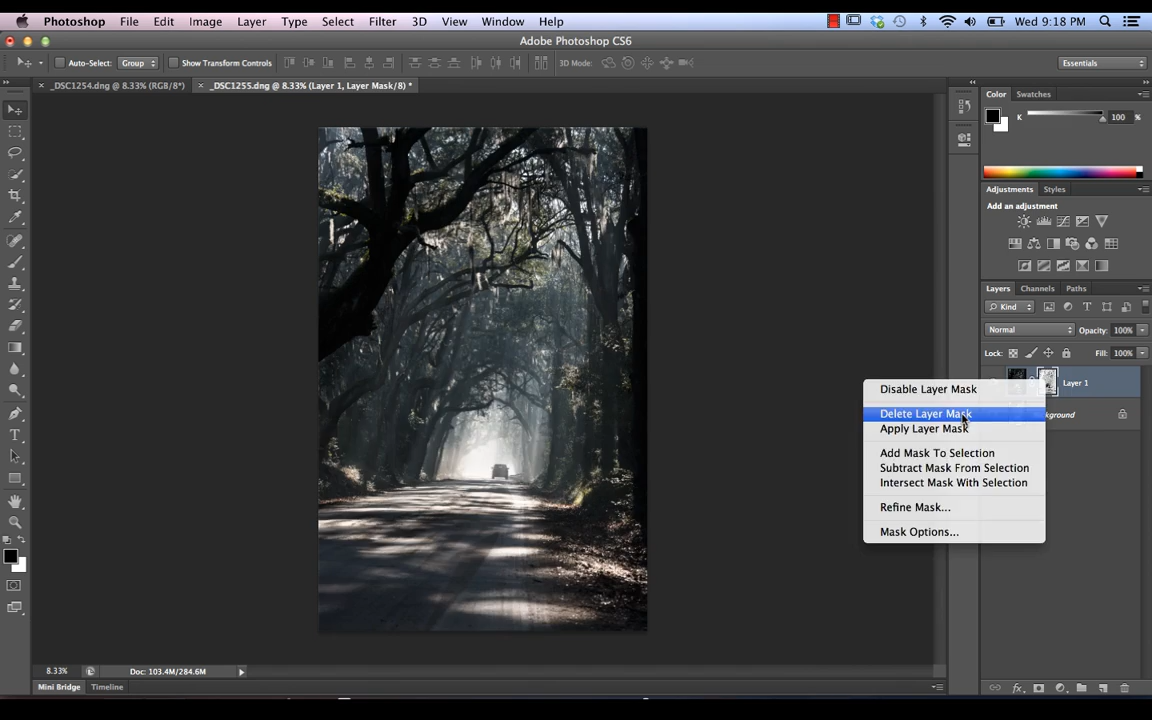 Photoshop File Edit Image Layer Type Select Filter 3D View Window Help Wed 9:18 PM
Adobe Photoshop CS6
Auto-Select: Group Show Transform Controls 3D Mode: Essentials
× _DSC1254.dng @ 8.33% (RGB/8*) × _DSC1255.dng @ 8.33% (Layer 1, Layer Mask/8) *
Color Swatches
K 100 %
Adjustments Styles
Add an adjustment
Layers Channels Paths
Kind T
Normal Opacity: 100%
Lock: Fill: 100%
Layer 1
kground
Disable Layer Mask
Delete Layer Mask
Apply Layer Mask
Add Mask To Selection
Subtract Mask From Selection
Intersect Mask With Selection
Refine Mask...
Mask Options...
T
8.33% Doc: 103.4M/284.6M
Mini Bridge Timeline
fx